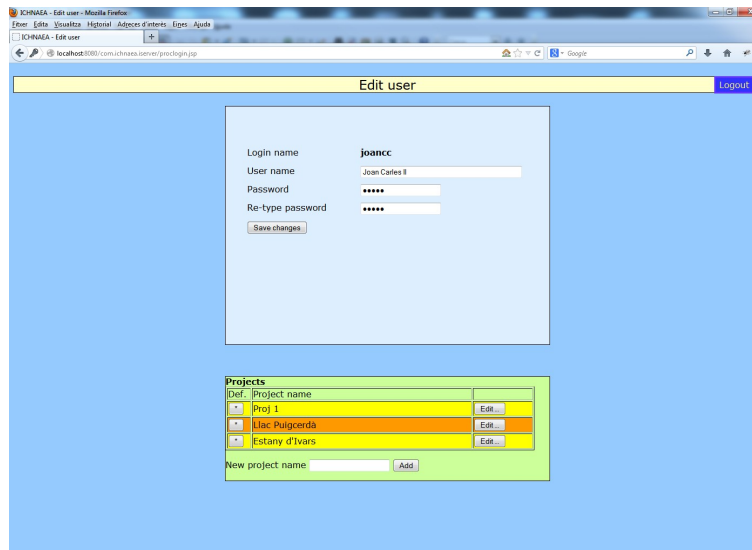 ICHNAEA - Edit user - Mozilla Firefox
Fitxer Edita Visualitza Historial Adreces d'interès Eines Ajuda
ICHNAEA - Edit user +
localhost:8080/com.ichnaea.iserver/proclogin.jsp Google
Edit user Logout
Login name joancc
User name Joan Carles II
Password •••••
Re-type password •••••
Save changes
Projects
Def. Project name
* Proj 1 Edit...
* Llac Puigcerdà Edit...
* Estany d'Ivars Edit...
New project name Add